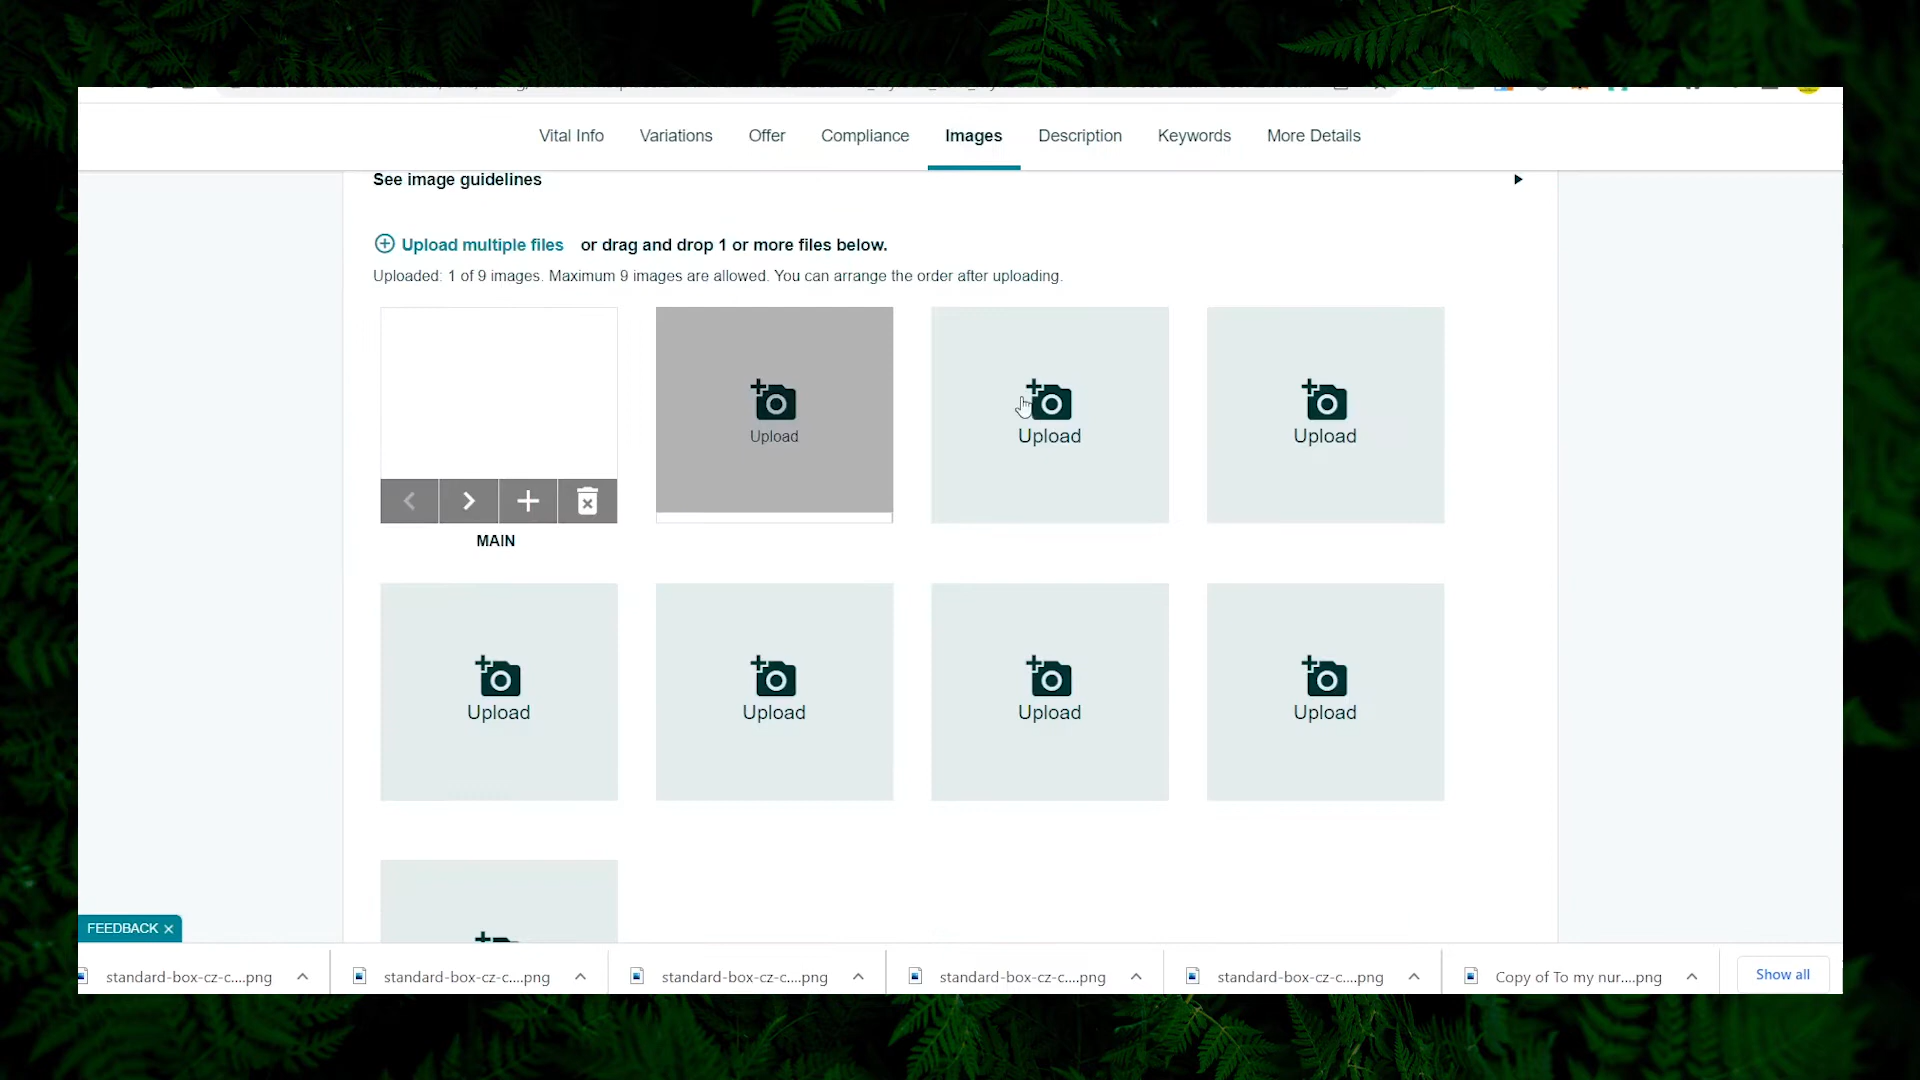 Vital Info Variations Offer Compliance Images Description Keywords More Details
See image guidelines
Upload multiple files or drag and drop 1 or more files below.
Uploaded: 1 of 9 images. Maximum 9 images are allowed. You can arrange the order after uploading.
Upload Upload Upload
MAIN
Upload Upload Upload Upload
FEEDBACK
standard-box-cz-c....png standard-box-cz-c....png standard-box-cz-c....png standard-box-cz-c....png standard-box-cz-c....png Copy of To my nur....png Show all